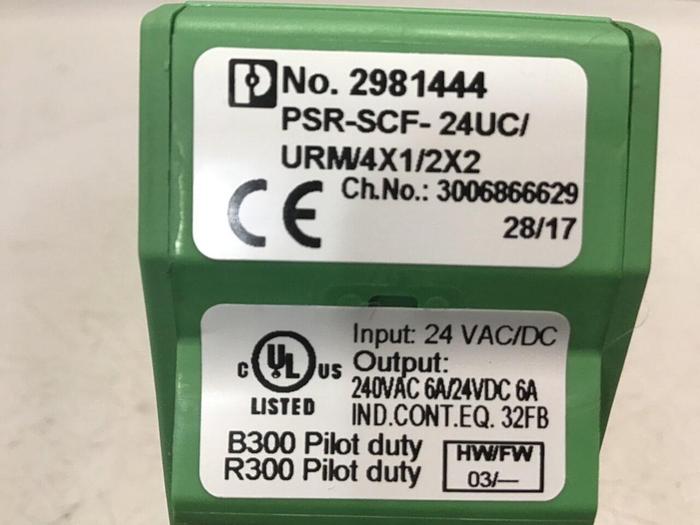 No. 2981444
PSR-SCF- 24UC/
URM/4X1/2X2
CE Ch.No.: 3006866629
28/17
Input: 24 VAC/DC
C UL US Output:
240VAC 6A/24VDC 6A
LISTED IND.CONT.EQ. 32FB
B300 Pilot duty HW/FW
R300 Pilot duty 03/—